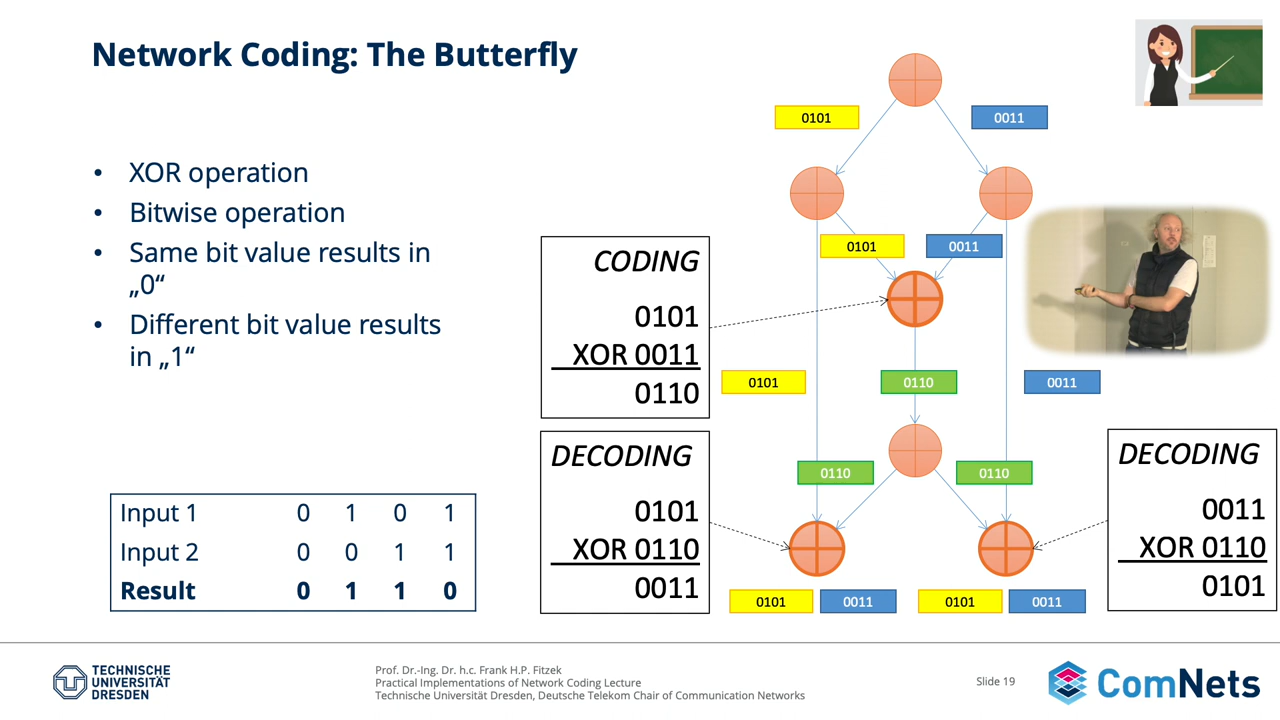 Network Coding: The Butterfly
• XOR operation
• Bitwise operation
• Same bit value results in
„0“
• Different bit value results
in „1“
Input 1 0 1 0 1
Input 2 0 0 1 1
Result 0 1 1 0
CODING
0101
XOR 0011
0110
DECODING
0101
XOR 0110
0011
0101
0011
0101
0011
0101
0110
0011
0110
0110
0101
0011
0101
0011
DECODING
0011
XOR 0110
0101
TECHNISCHE
UNIVERSITÄT
DRESDEN
Prof. Dr.-Ing. Dr. h.c. Frank H.P. Fitzek
Practical Implementations of Network Coding Lecture
Technische Universität Dresden, Deutsche Telekom Chair of Communication Networks
Slide 19
ComNets